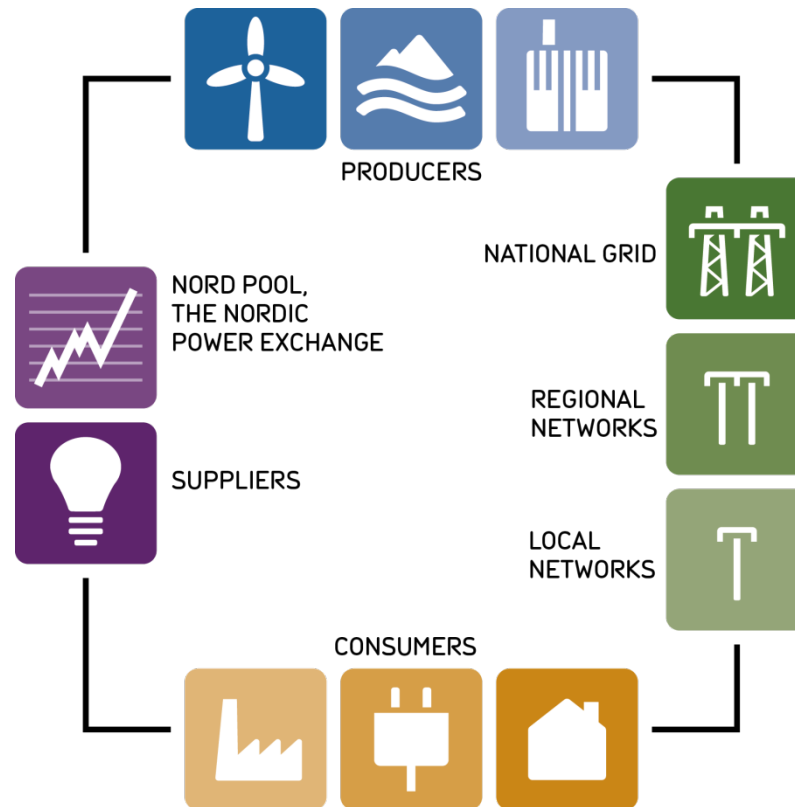 PRODUCERS
NATIONAL GRID
NORD POOL,
THE NORDIC
POWER EXCHANGE
REGIONAL
NETWORKS
SUPPLIERS
LOCAL
NETWORKS
CONSUMERS